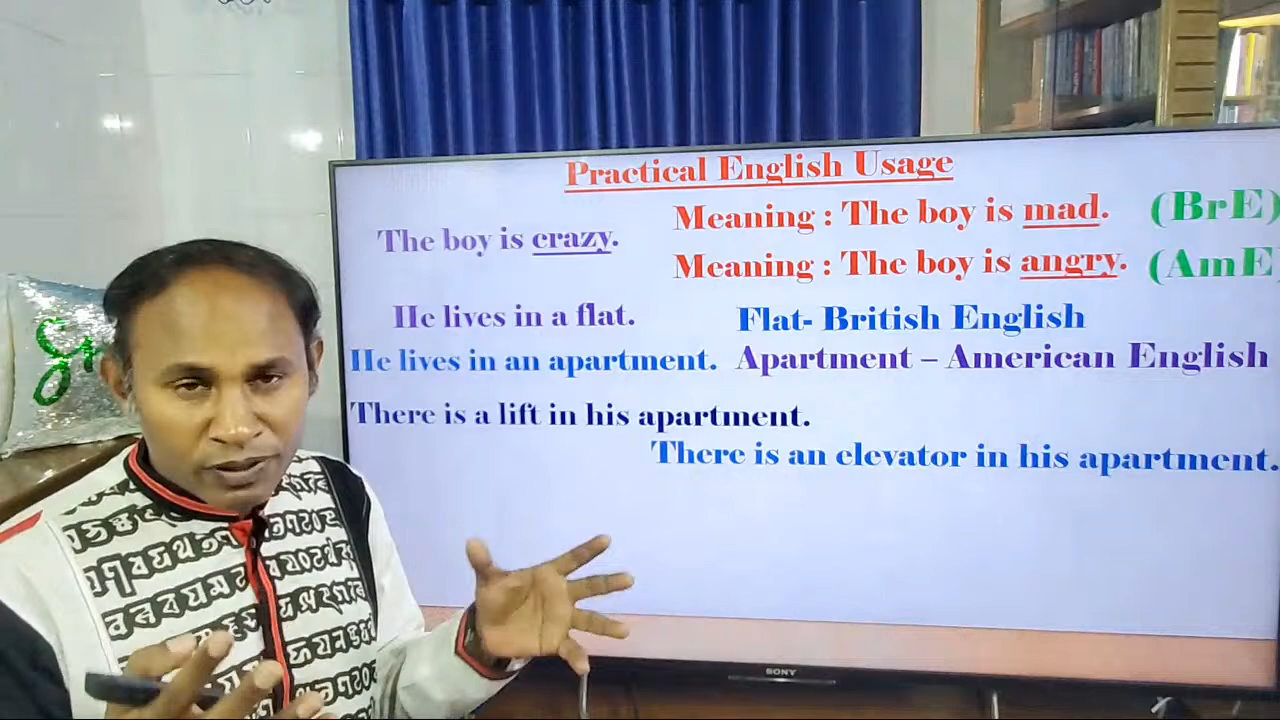 Practical English Usage
The boy is crazy.
Meaning : The boy is mad. (BrE)
Meaning : The boy is angry. (AmE
He lives in a flat. Flat- British English
He lives in an apartment. Apartment – American English
There is a lift in his apartment.
There is an elevator in his apartment.
SONY